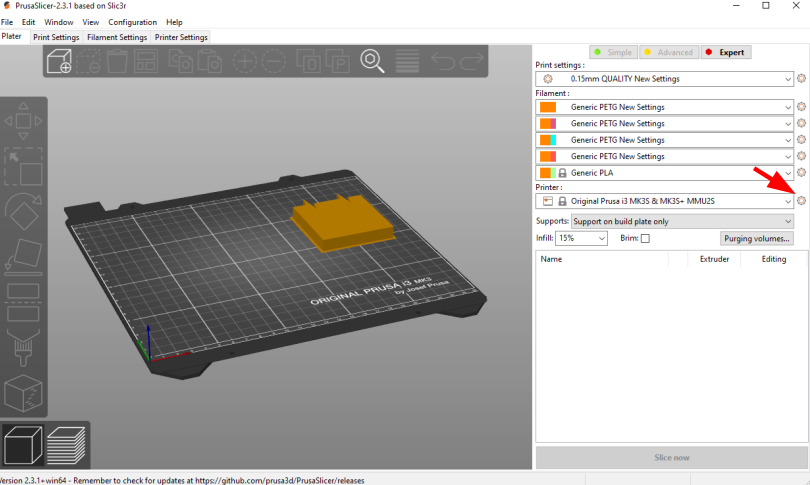 PrusaSlicer-2.3.1 based on Slic3r
File Edit Window View Configuration Help
Plater Print Settings Filament Settings Printer Settings
Simple Advanced Expert
Print settings :
0.15mm QUALITY New Settings
Filament :
Generic PETG New Settings
Generic PETG New Settings
Generic PETG New Settings
Generic PETG New Settings
Generic PLA
Printer :
Original Prusa i3 MK3S & MK3S+ MMU2S
Supports: Support on build plate only
Infill: 15% Brim: Purging volumes...
Name Extruder Editing
ORIGINAL PRUSA i3 MK3
by Josef Prusa
Slice now
Version 2.3.1+win64 - Remember to check for updates at https://github.com/prusa3d/PrusaSlicer/releases